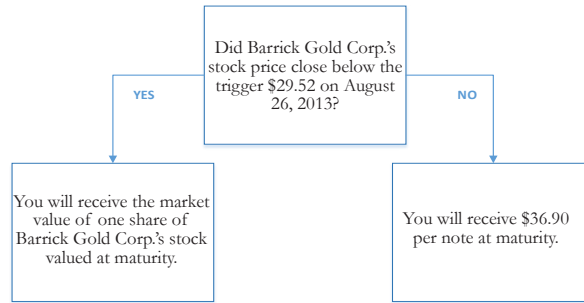 Did Barrick Gold Corp.'s
stock price close below the
trigger $29.52 on August
26, 2013?
YES
NO
You will receive the market
value of one share of
Barrick Gold Corp.'s stock
valued at maturity.
You will receive $36.90
per note at maturity.